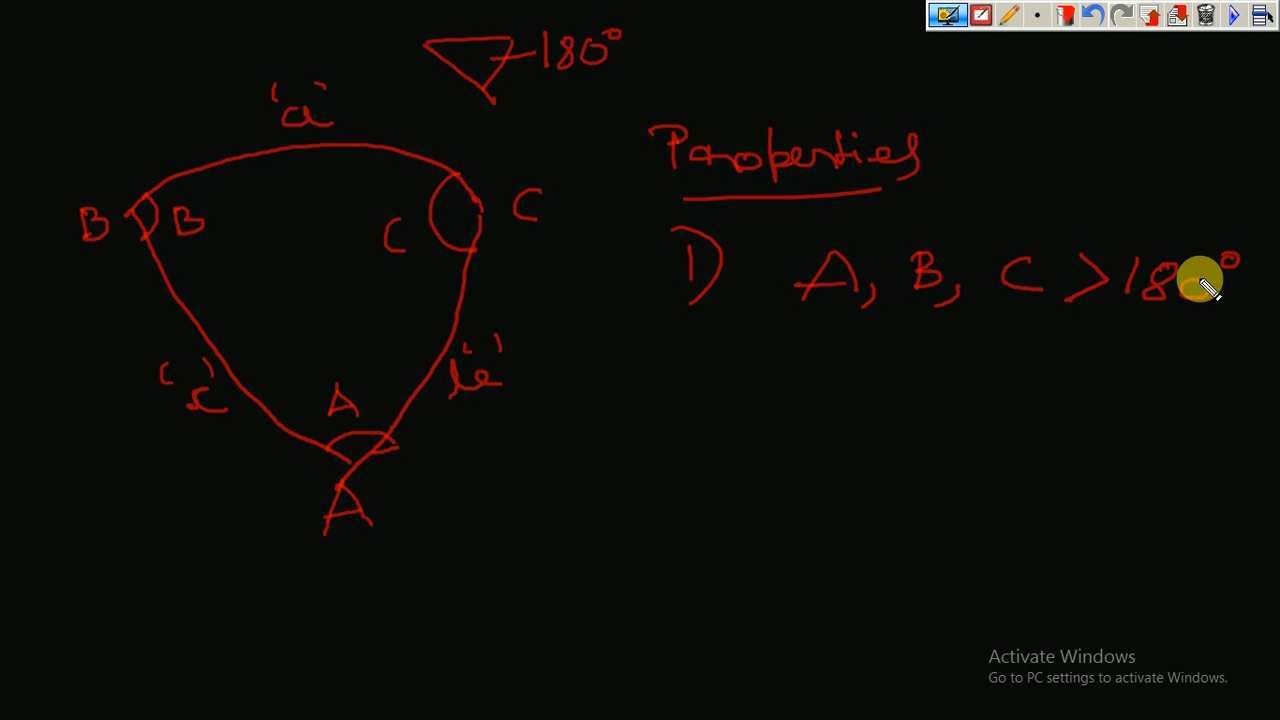 180°
'a'
Properties
B B C C
1) A, B, C > 180°
'c' A 'b'
A
Activate Windows
Go to PC settings to activate Windows.